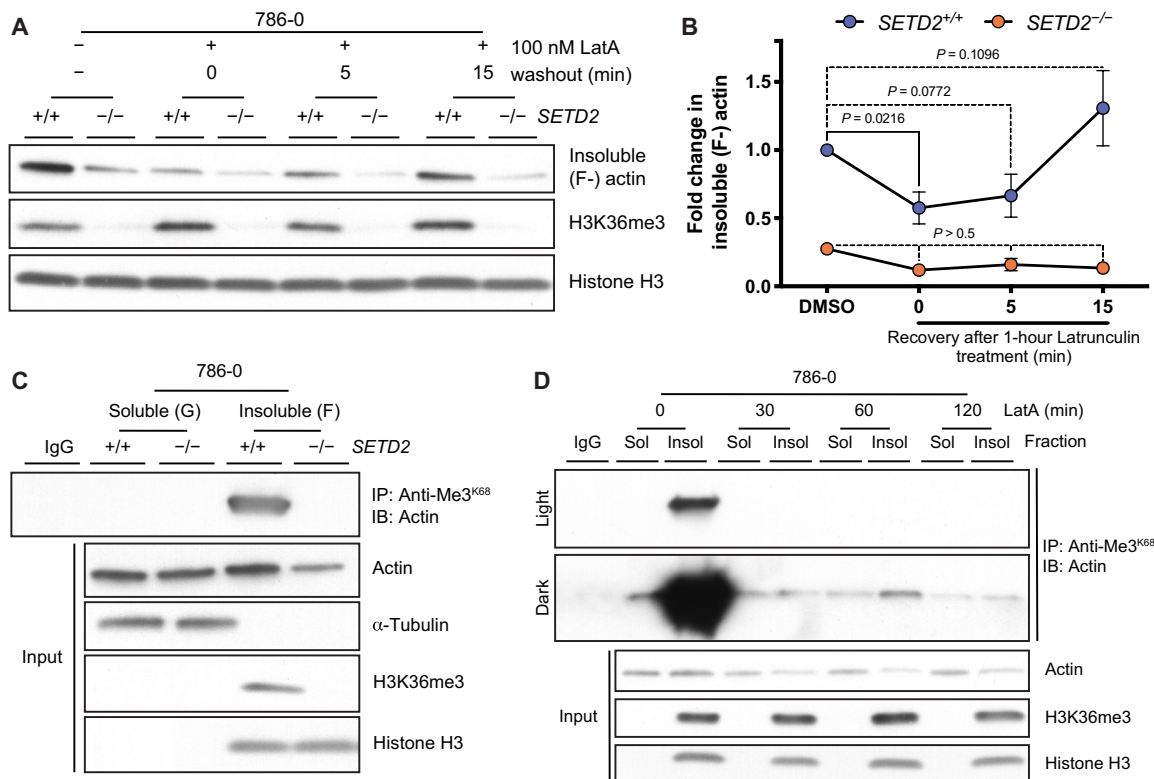 A
786-0
− + + + 100 nM LatA
− 0 5 15 washout (min)
+/+ −/− +/+ −/− +/+ −/− +/+ −/− SETD2
Insoluble
(F-) actin
H3K36me3
Histone H3
B
SETD2+/+ SETD2−/−
Fold change in
insoluble (F-) actin
1.5
1.0
0.5
0.0
P = 0.1096
P = 0.0772
P = 0.0216
P > 0.5
DMSO 0 5 15
Recovery after 1-hour Latrunculin
treatment (min)
C
786-0
Soluble (G) Insoluble (F)
IgG +/+ −/− +/+ −/− SETD2
IP: Anti-Me3K68
IB: Actin
Input
Actin
α-Tubulin
H3K36me3
Histone H3
D
786-0
0 30 60 120 LatA (min)
IgG Sol Insol Sol Insol Sol Insol Sol Insol Fraction
Light
Dark
IP: Anti-Me3K68
IB: Actin
Input
Actin
H3K36me3
Histone H3